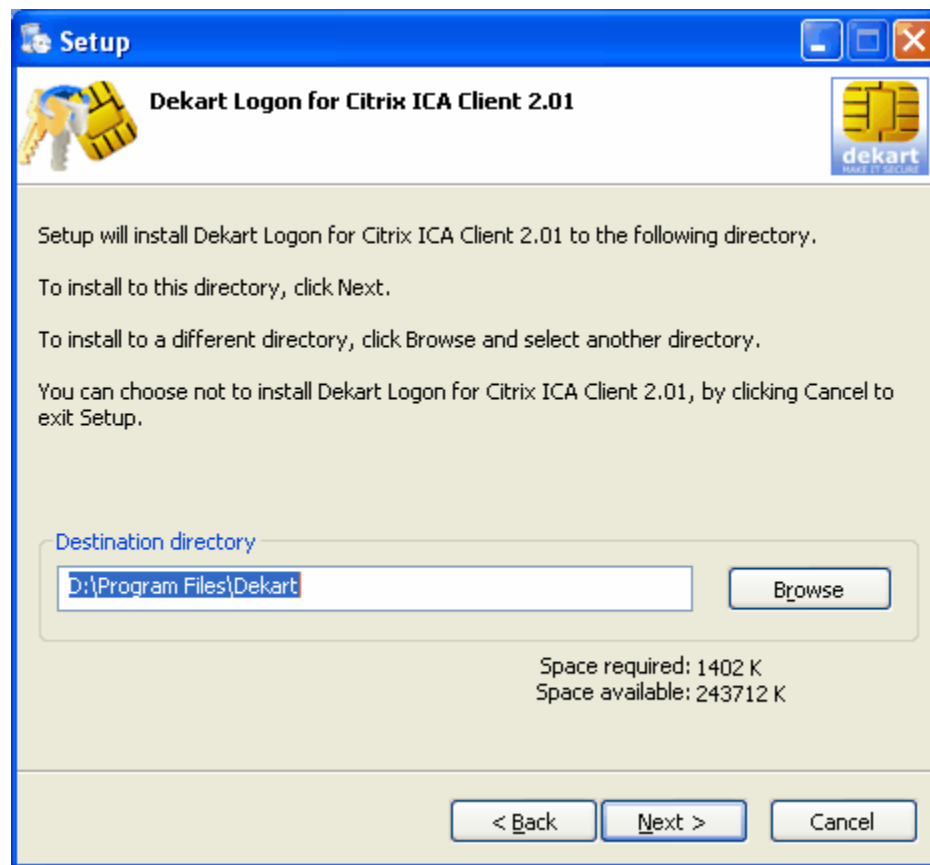 Setup
Dekart Logon for Citrix ICA Client 2.01
dekart
MAKE IT SECURE
Setup will install Dekart Logon for Citrix ICA Client 2.01 to the following directory.
To install to this directory, click Next.
To install to a different directory, click Browse and select another directory.
You can choose not to install Dekart Logon for Citrix ICA Client 2.01, by clicking Cancel to
exit Setup.
Destination directory
D:\Program Files\Dekart
Browse
Space required: 1402 K
Space available: 243712 K
< Back
Next >
Cancel